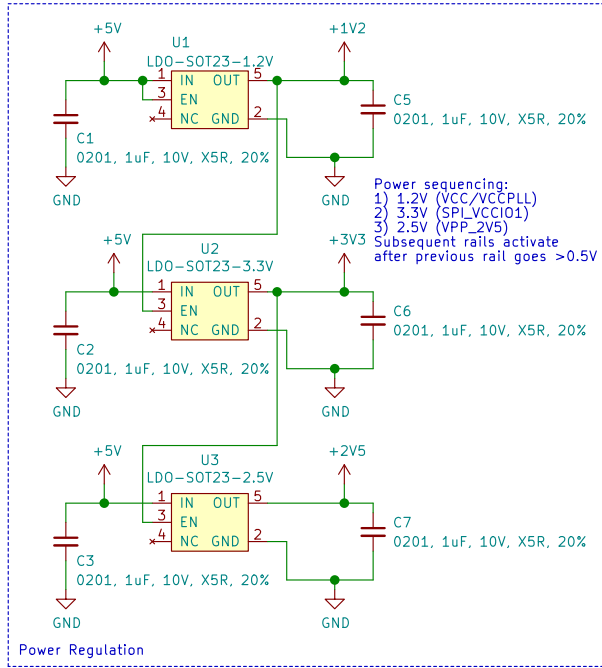 +5V
U1
+1V2
LDO-SOT23-1.2V
1 IN OUT 5
3 EN
4 NC GND 2
C1
0201, 1uF, 10V, X5R, 20%
C5
0201, 1uF, 10V, X5R, 20%
GND
GND
Power sequencing:
1) 1.2V (VCC/VCCPLL)
2) 3.3V (SPI_VCCIO1)
3) 2.5V (VPP_2V5)
Subsequent rails activate
after previous rail goes >0.5V
+5V
U2
+3V3
LDO-SOT23-3.3V
1 IN OUT 5
3 EN
4 NC GND 2
C2
0201, 1uF, 10V, X5R, 20%
C6
0201, 1uF, 10V, X5R, 20%
GND
GND
+5V
U3
+2V5
LDO-SOT23-2.5V
1 IN OUT 5
3 EN
4 NC GND 2
C3
0201, 1uF, 10V, X5R, 20%
C7
0201, 1uF, 10V, X5R, 20%
GND
GND
Power Regulation